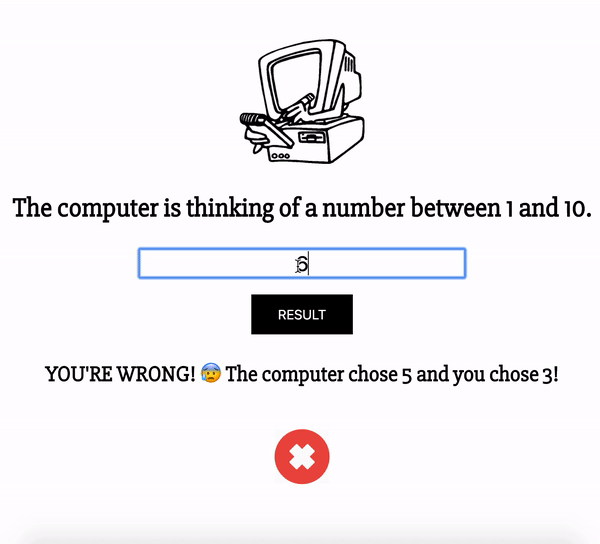 The computer is thinking of a number between 1 and 10.
6
RESULT
YOU'RE WRONG! 😰 The computer chose 5 and you chose 3!